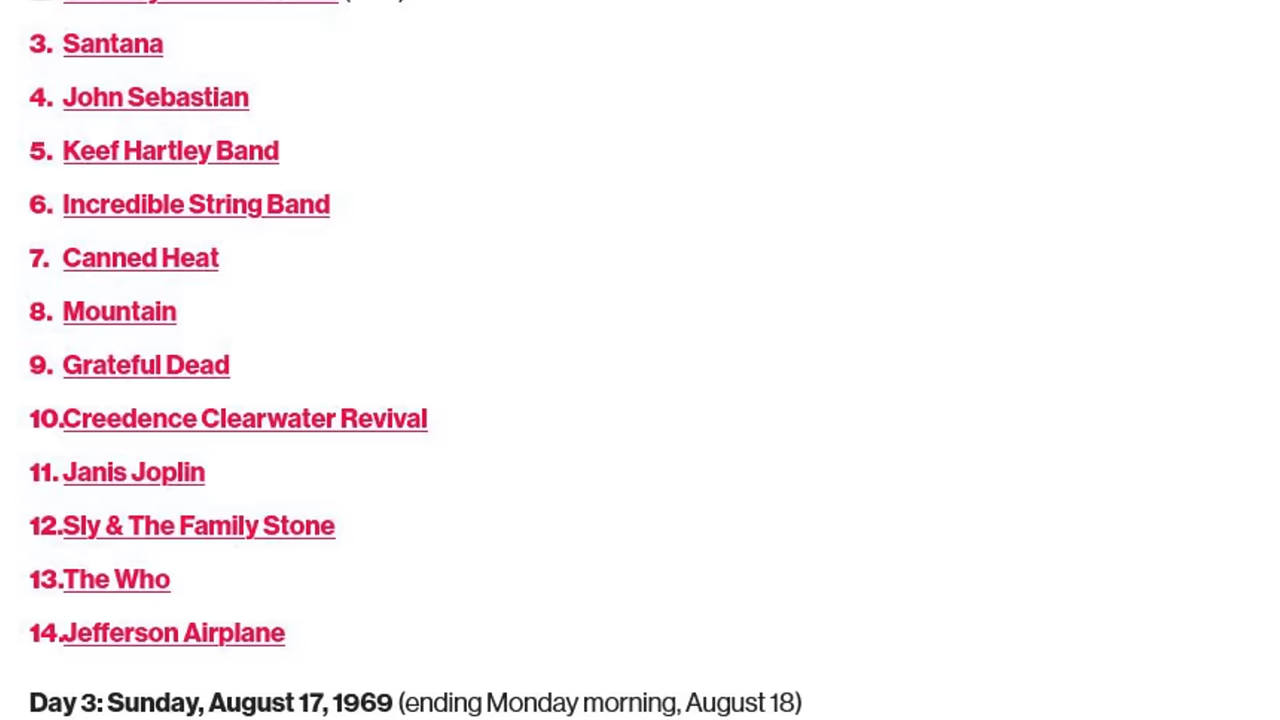 3. Santana
4. John Sebastian
5. Keef Hartley Band
6. Incredible String Band
7. Canned Heat
8. Mountain
9. Grateful Dead
10.Creedence Clearwater Revival
11. Janis Joplin
12.Sly & The Family Stone
13.The Who
14.Jefferson Airplane
Day 3: Sunday, August 17, 1969 (ending Monday morning, August 18)